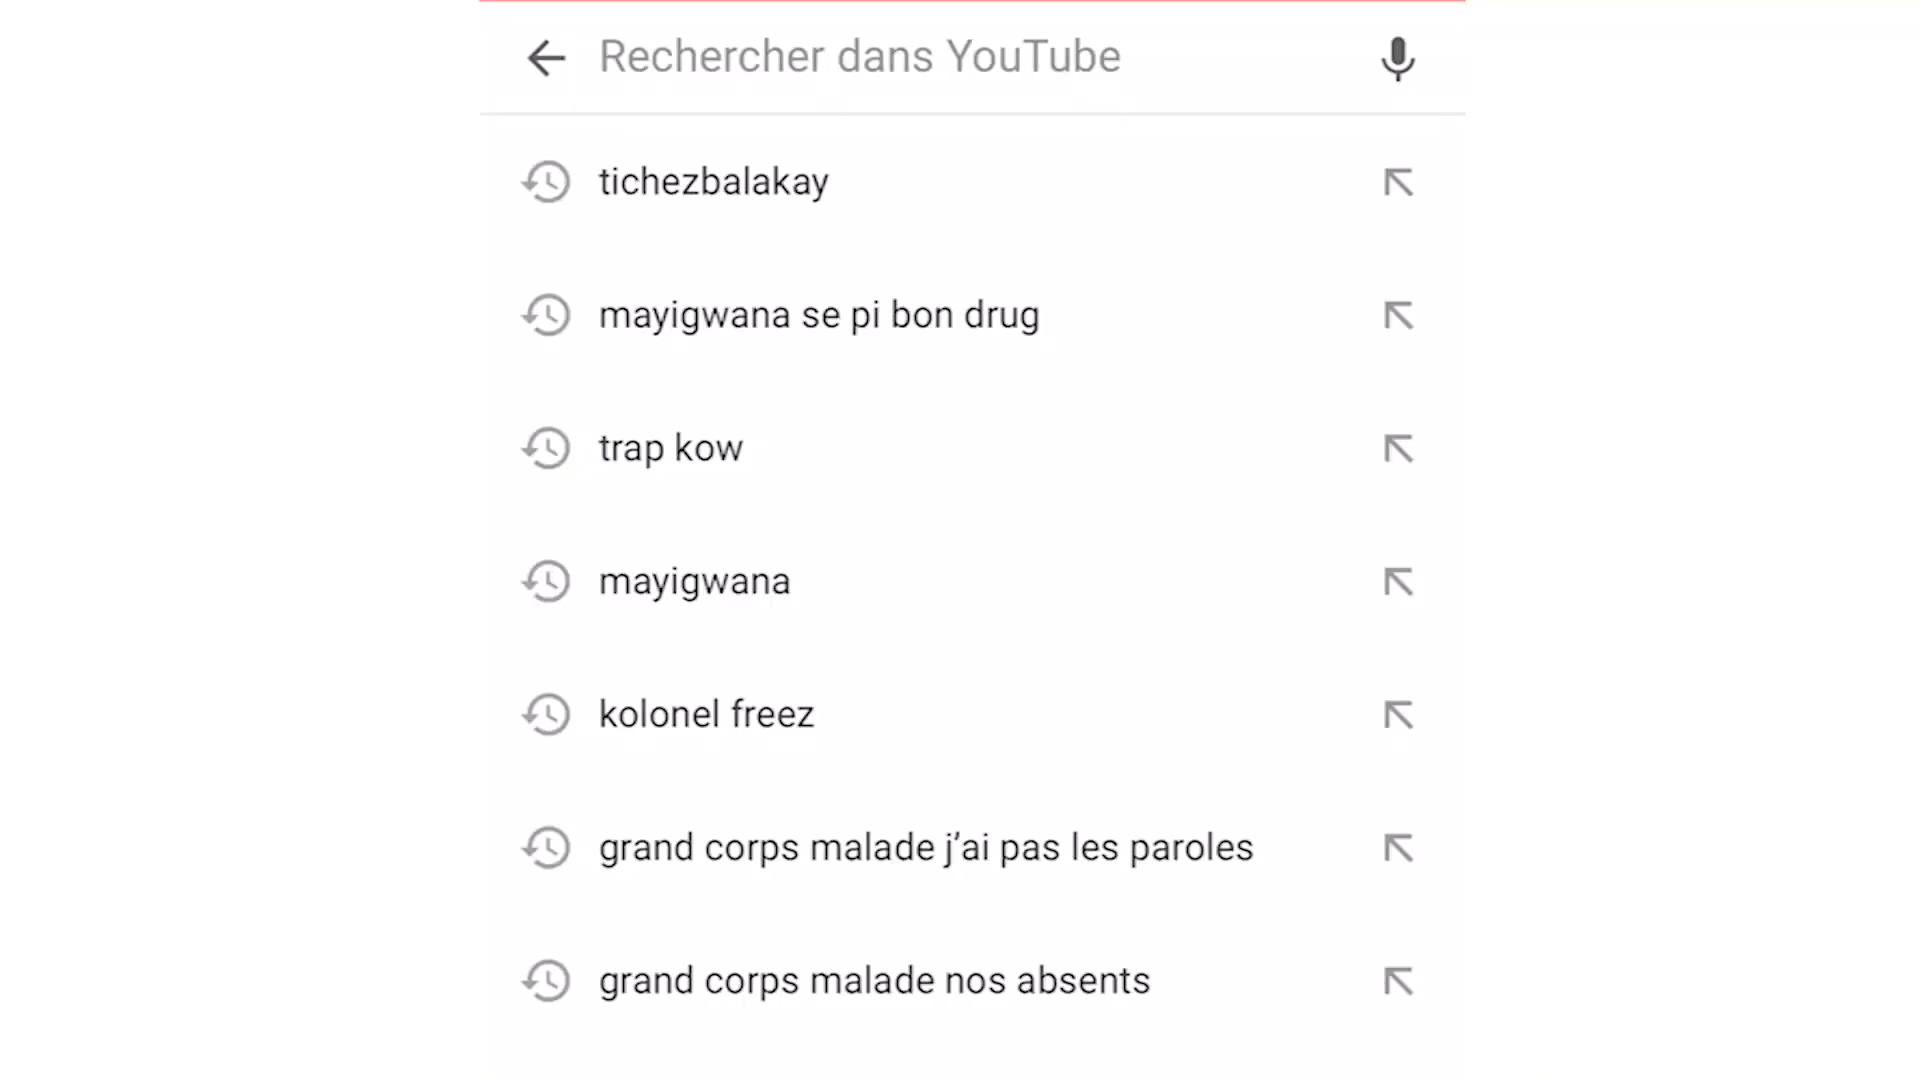 Rechercher dans YouTube
tichezbalakay
mayigwana se pi bon drug
trap kow
mayigwana
kolonel freez
grand corps malade j’ai pas les paroles
grand corps malade nos absents